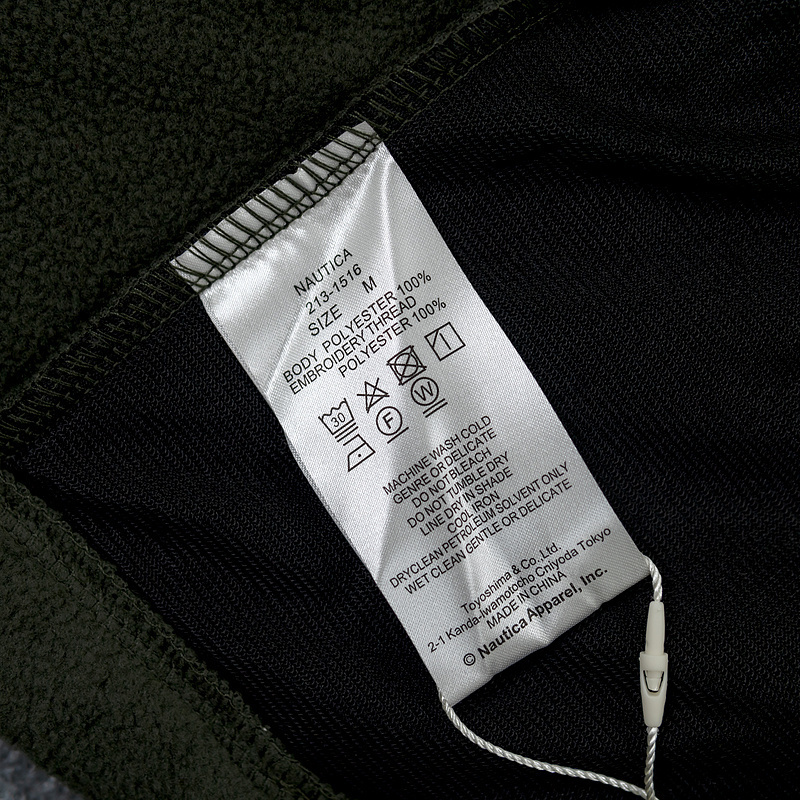 NAUTICA
213-1516
SIZE M
BODY POLYESTER 100%
EMBROIDERY THREAD
POLYESTER 100%
30
F W
MACHINE WASH COLD
GENRE OR DELICATE
DO NOT BLEACH
DO NOT TUMBLE DRY
LINE DRY IN SHADE
COOL IRON
DRYCLEAN PETROLEUM SOLVENT ONLY
WET CLEAN GENTLE OR DELICATE
Toyoshima & Co.,Ltd.
2-1 Kanda-Iwamotocho Cniyoda Tokyo
MADE IN CHINA
© Nautica Apparel, Inc.